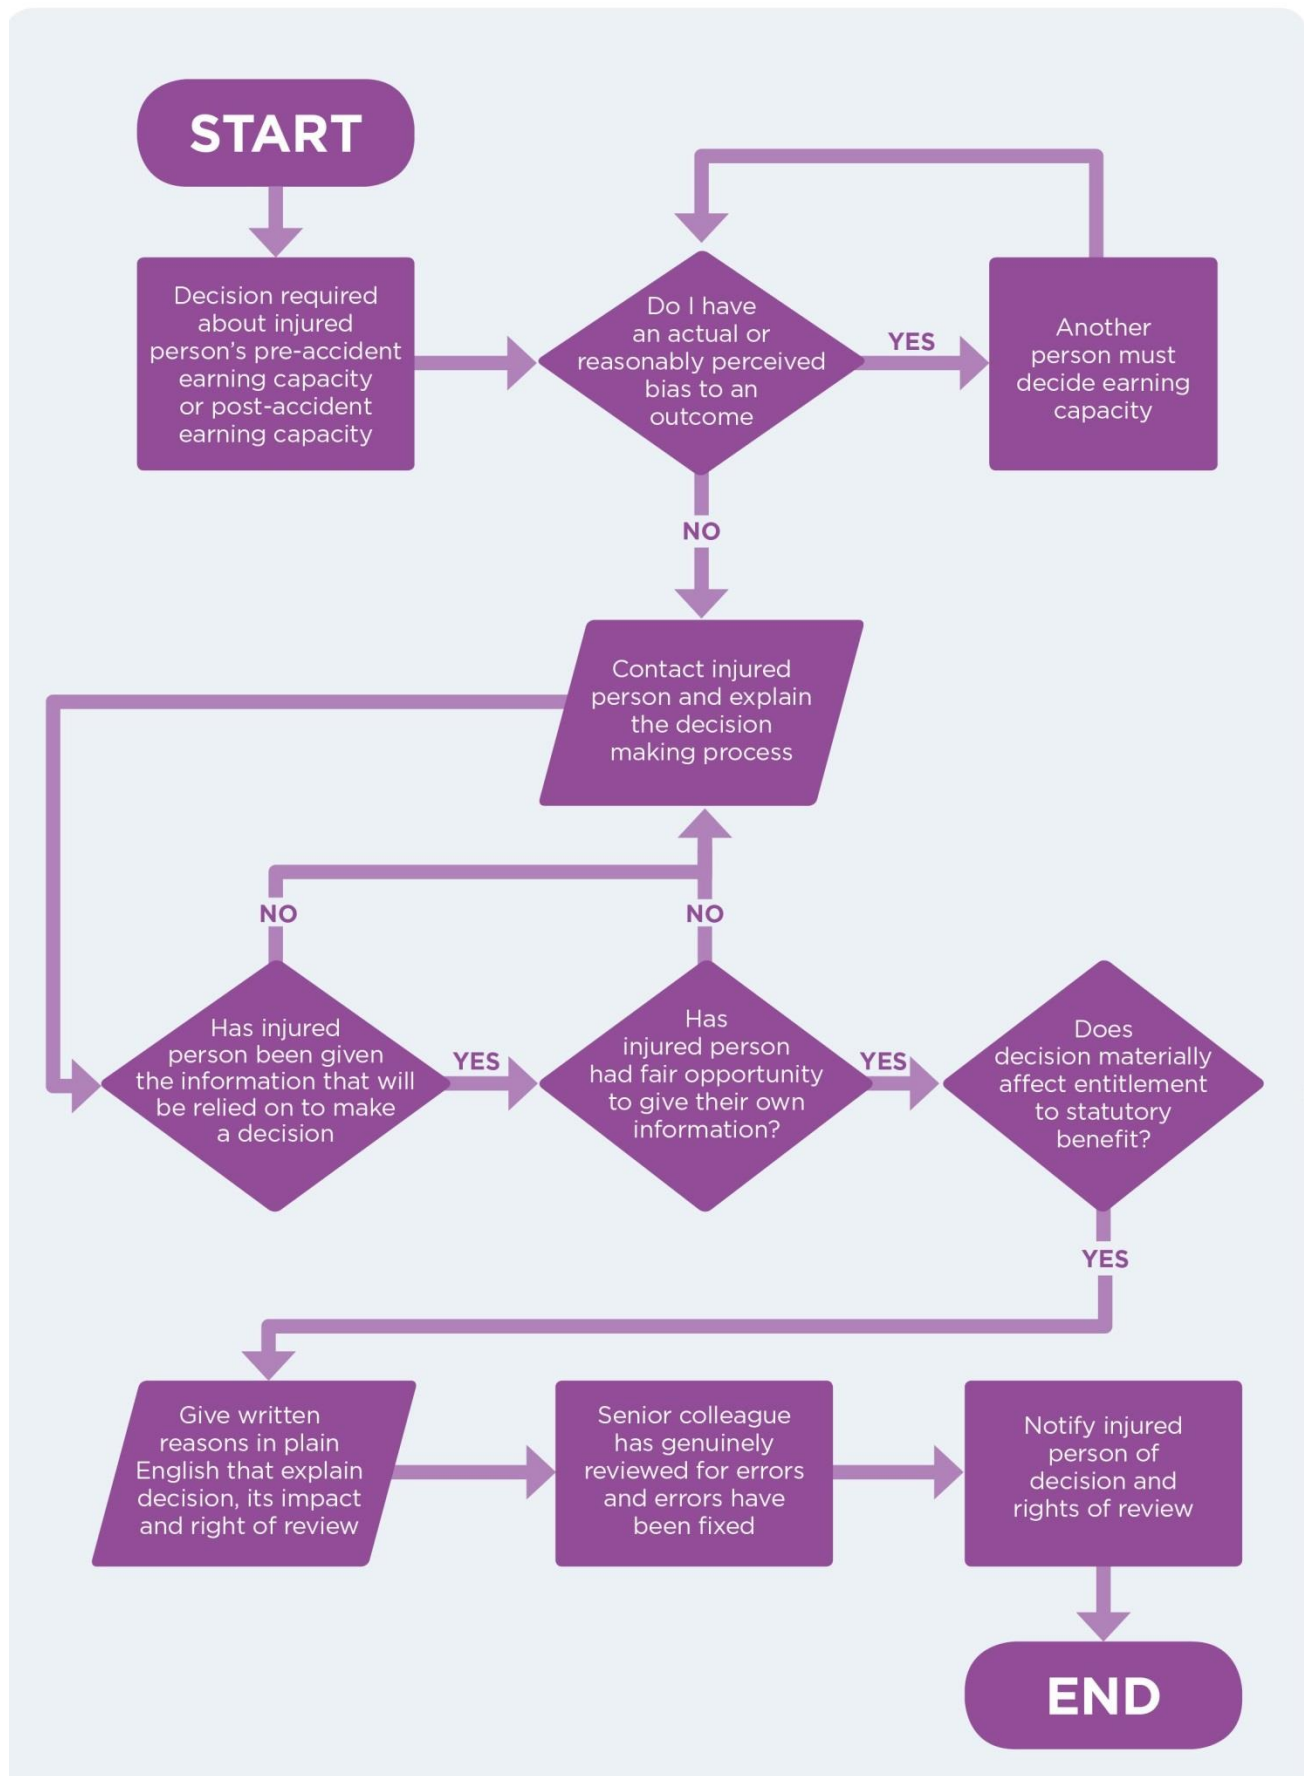 START
Decision required
about injured
person's pre-accident
earning capacity
or post-accident
earning capacity
Do I have
an actual or
reasonably perceived
bias to an
outcome
YES
Another
person must
decide earning
capacity
NO
Contact injured
person and explain
the decision
making process
NO
NO
Has injured
person been given
the information that will
be relied on to make
a decision
YES
Has
injured person
had fair opportunity
to give their own
information?
YES
Does
decision materially
affect entitlement
to statutory
benefit?
YES
Give written
reasons in plain
English that explain
decision, its impact
and right of review
Senior colleague
has genuinely
reviewed for errors
and errors have
been fixed
Notify injured
person of
decision and
rights of review
END